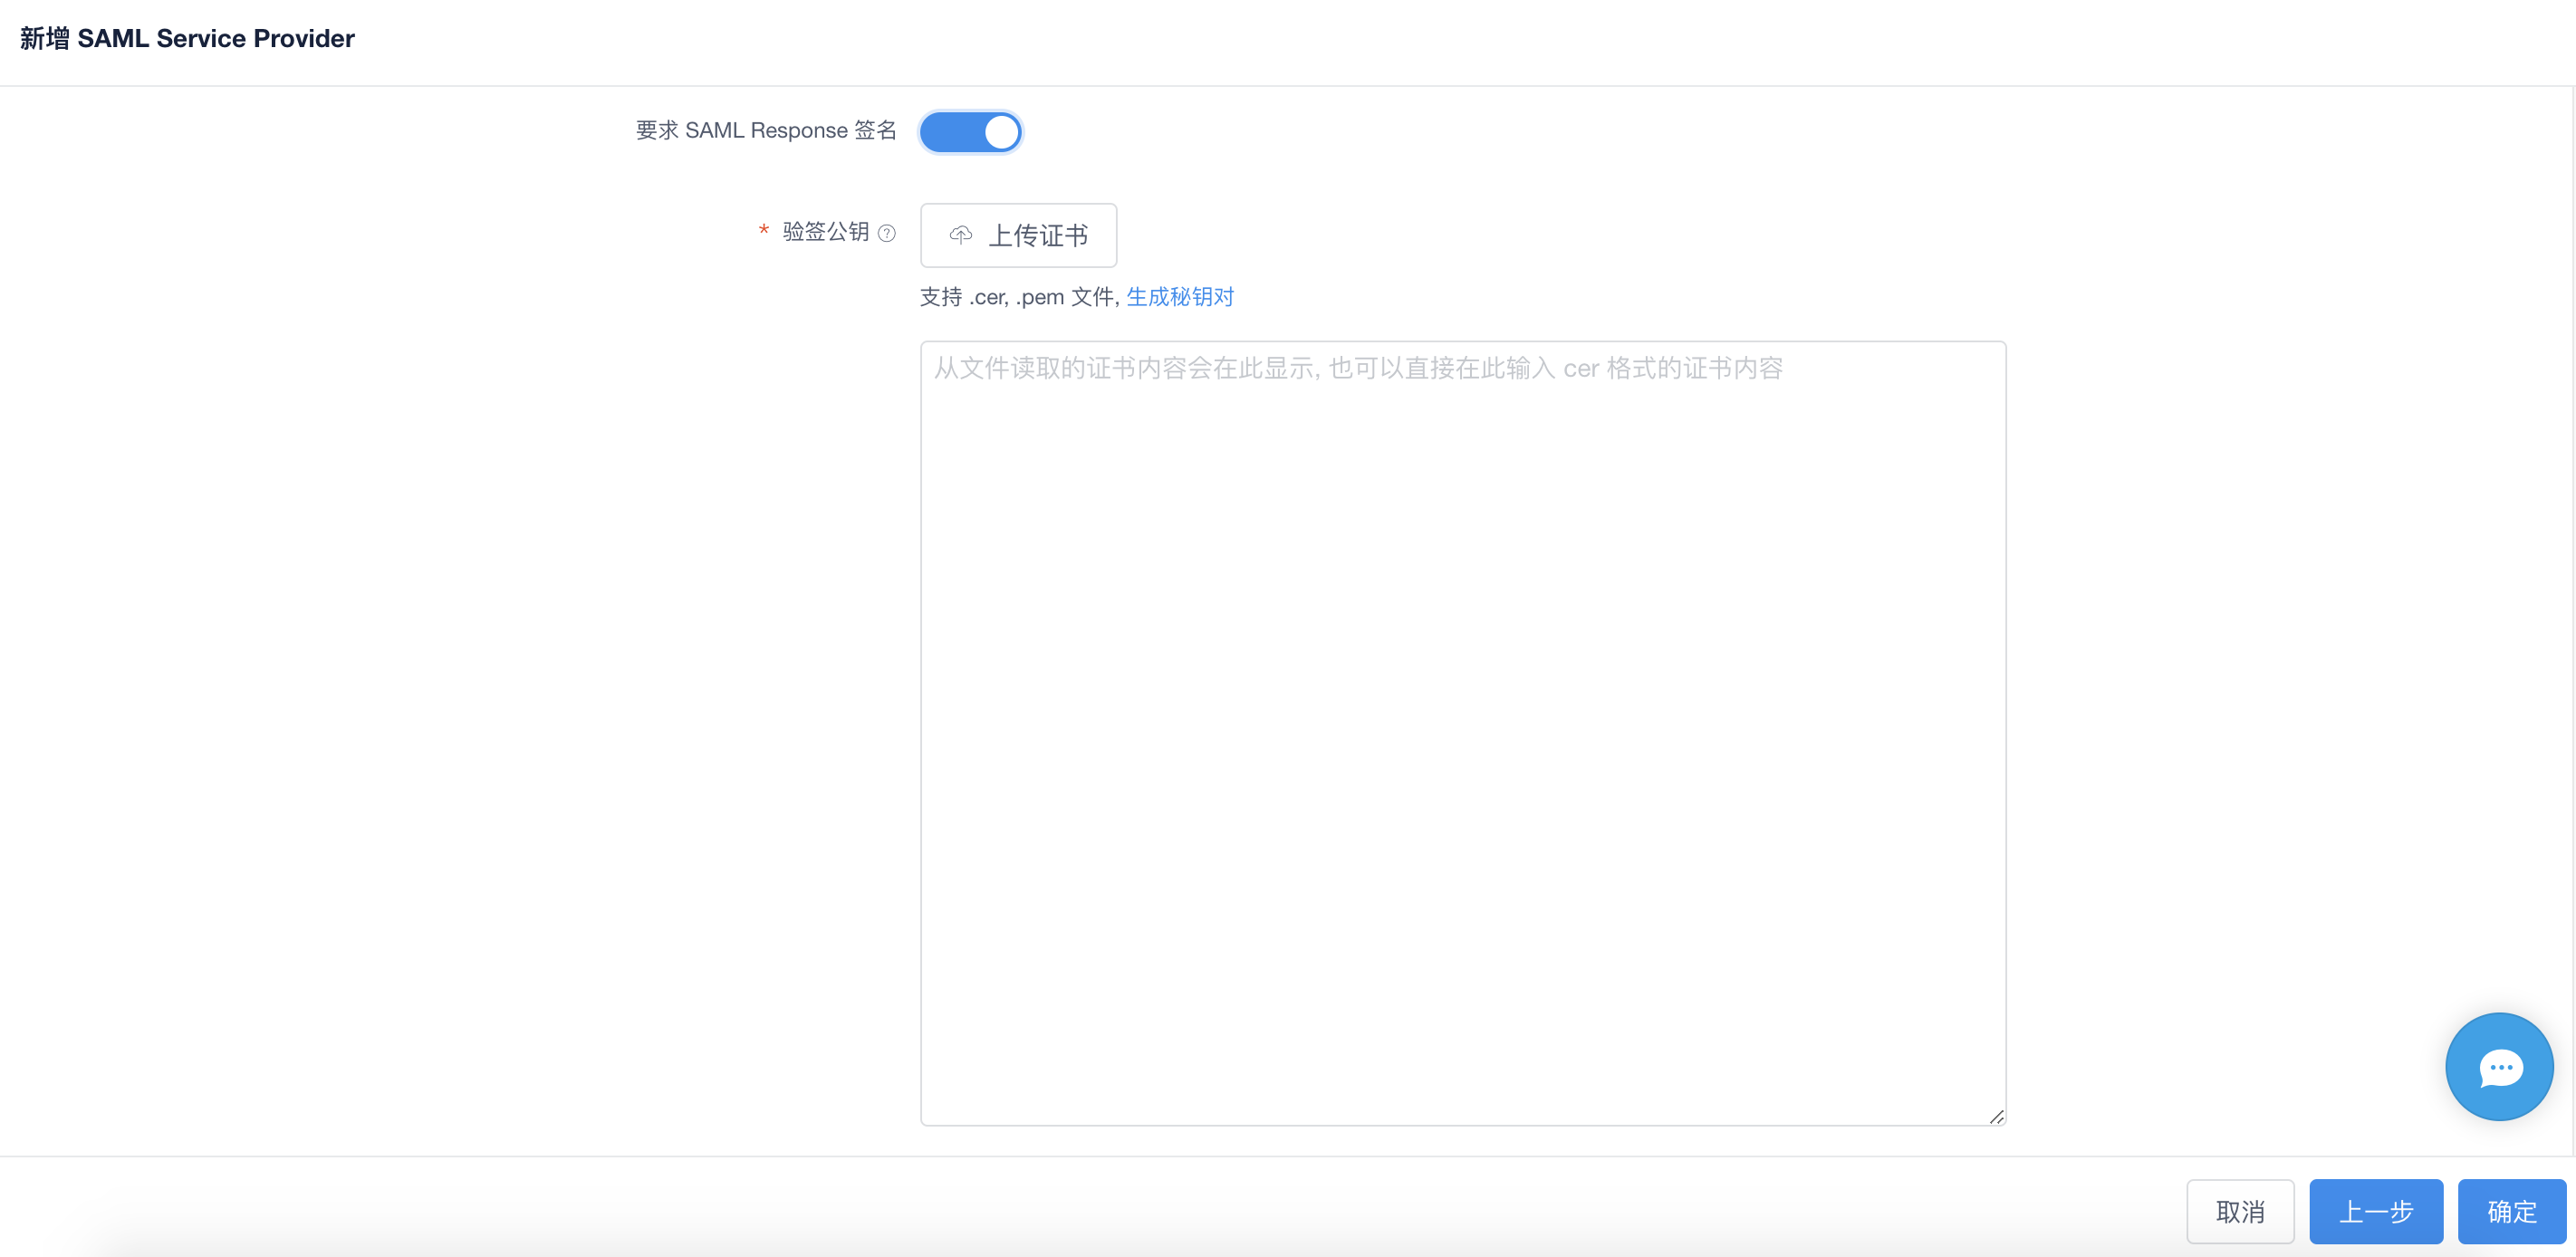 新增 SAML Service Provider
要求 SAML Response 签名
* 验签公钥 ?
上传证书
支持 .cer, .pem 文件, 生成秘钥对
从文件读取的证书内容会在此显示, 也可以直接在此输入 cer 格式的证书内容
取消 上一步 确定